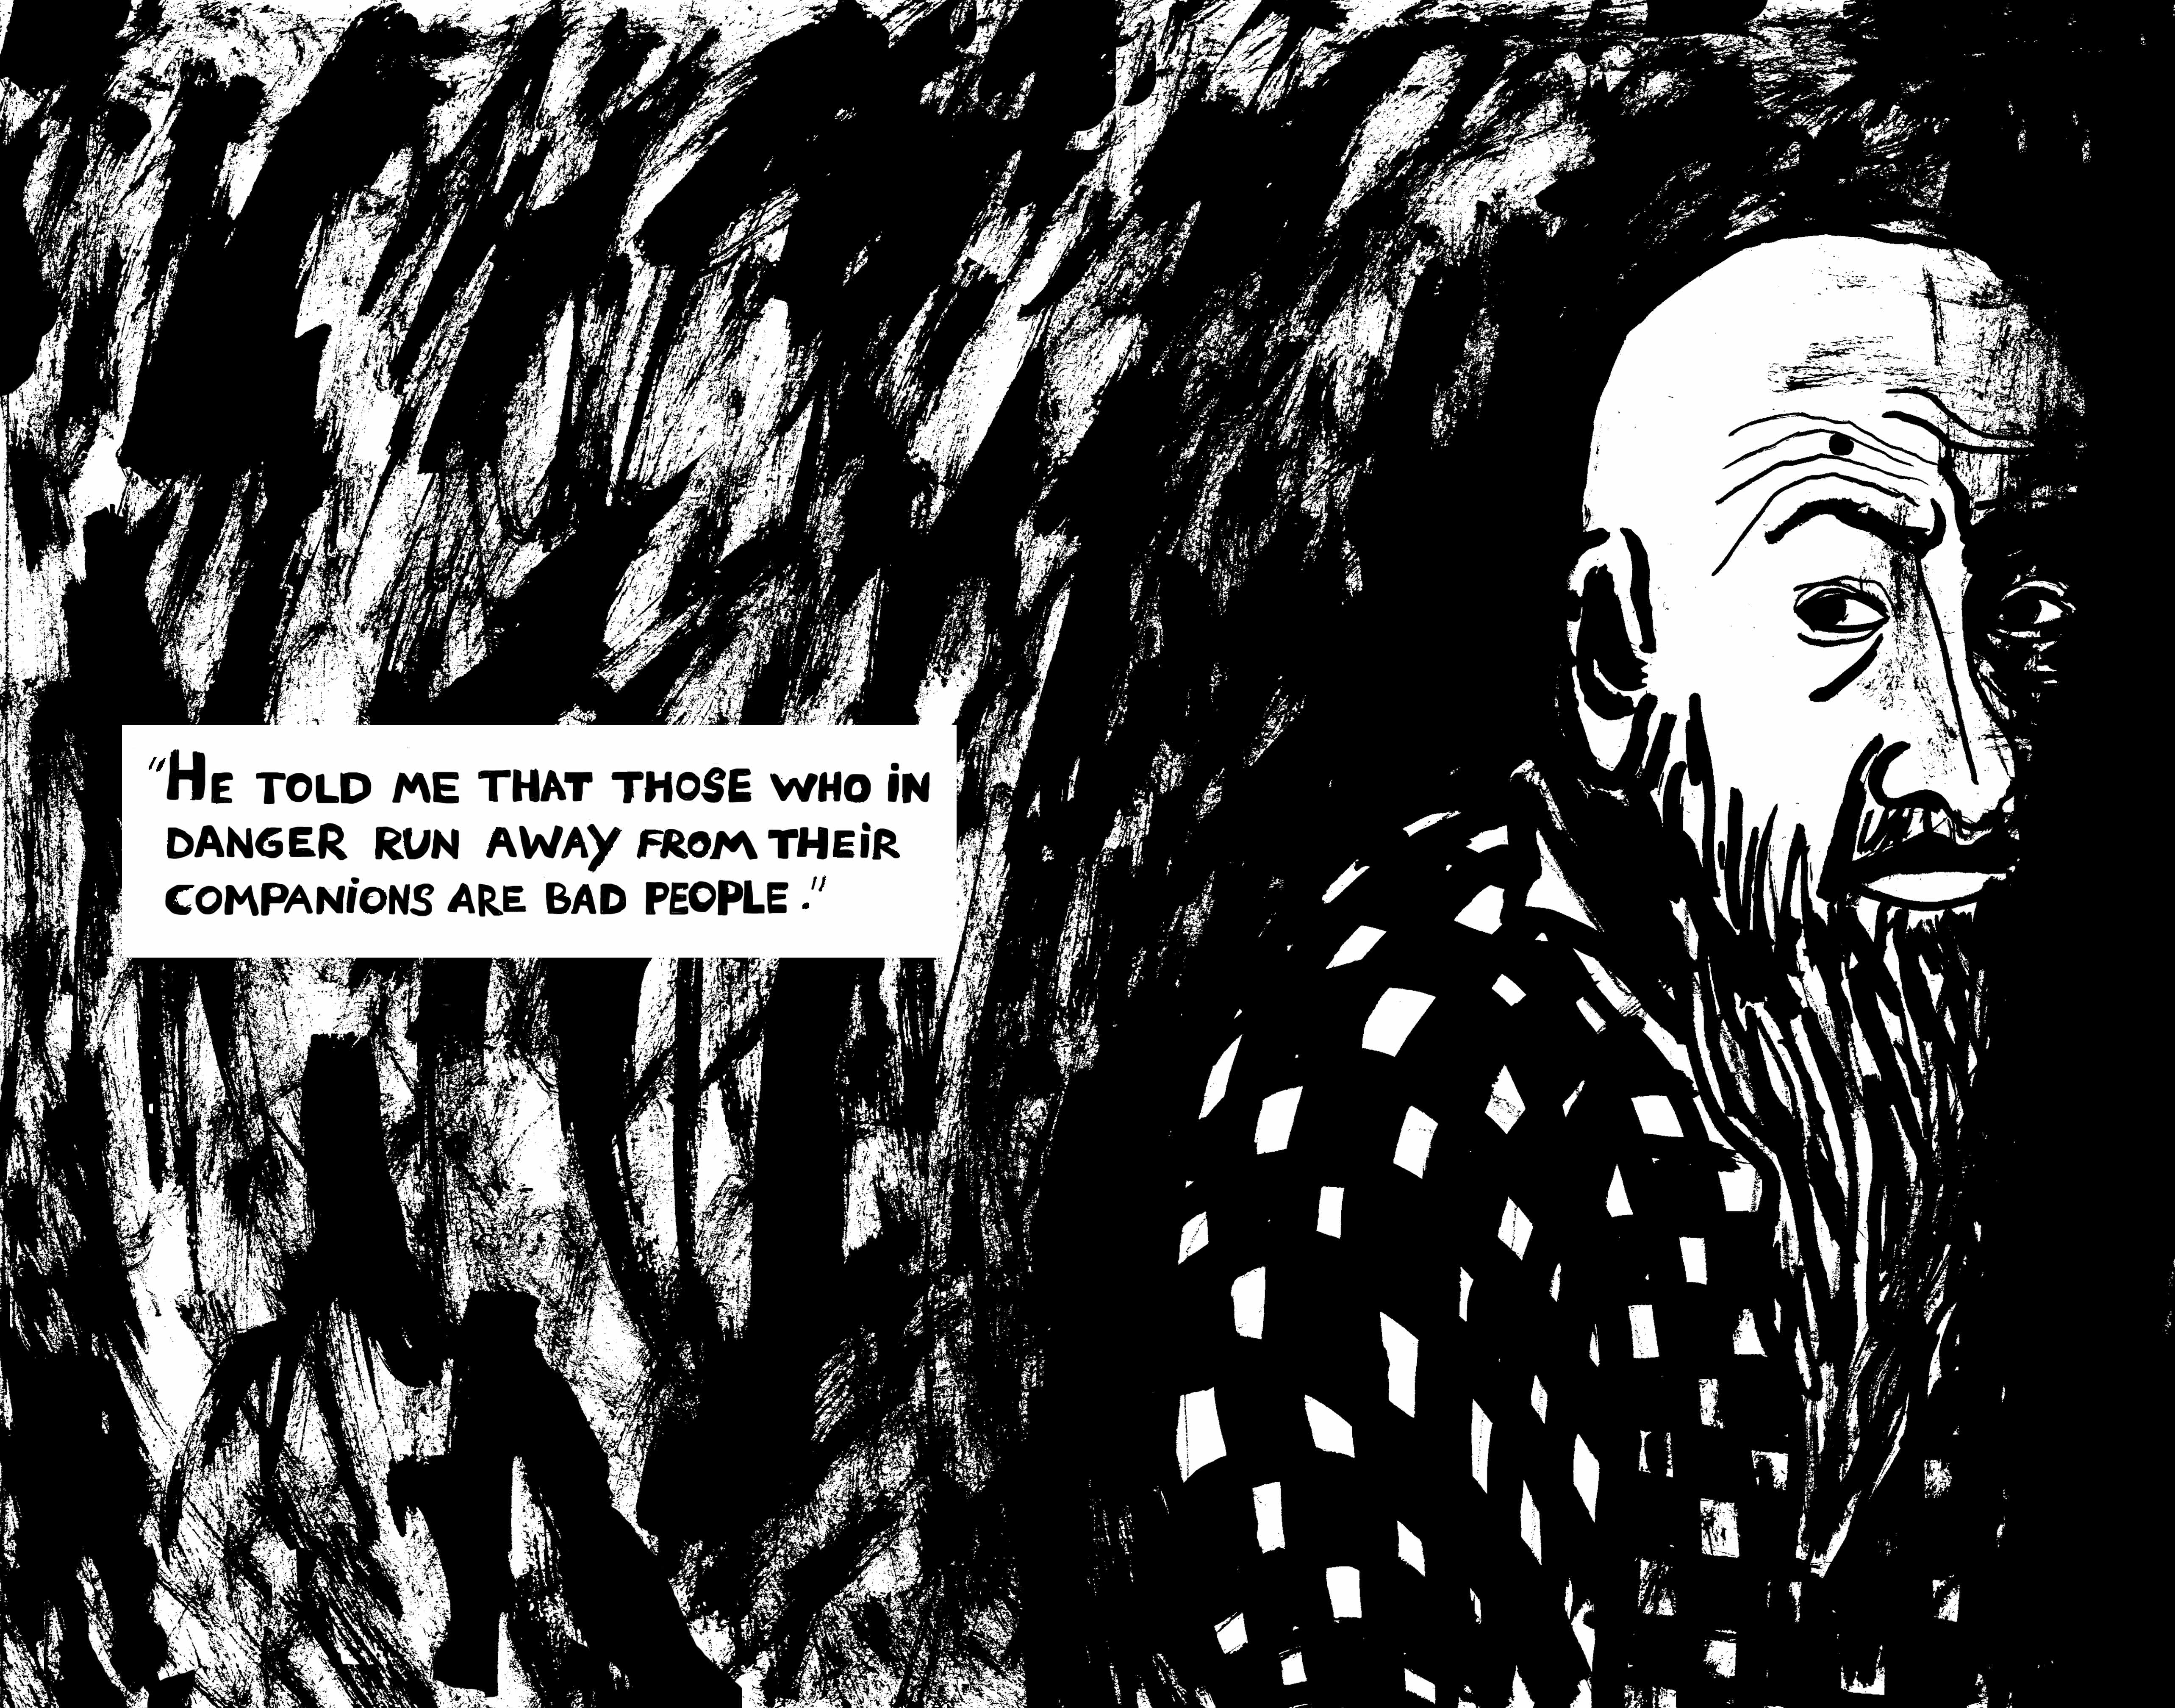 "HE TOLD ME THAT THOSE WHO iN
DANGER RUN AWAY FROM THEiR
COMPANiONS ARE BAD PEOPLE."